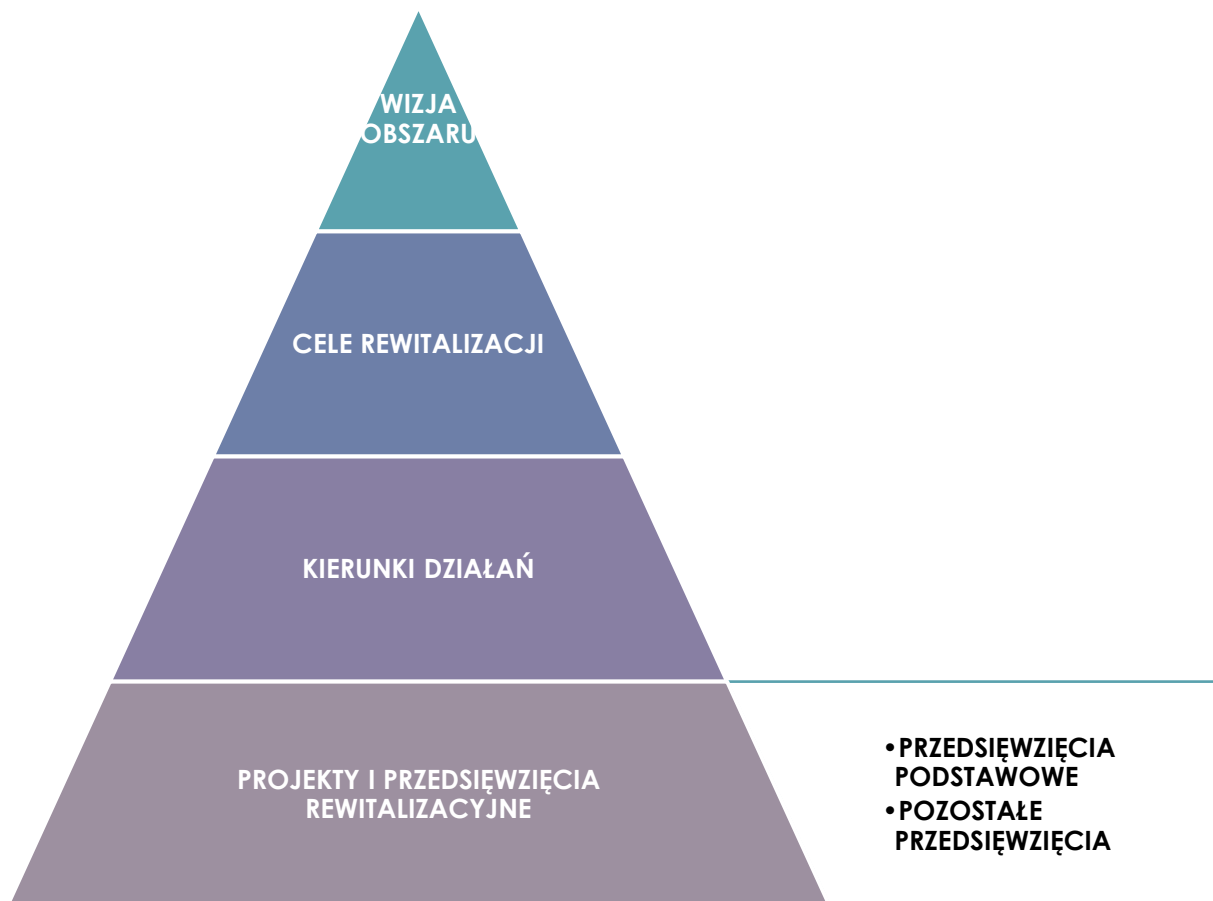 WIZJA
OBSZARU
CELE REWITALIZACJI
KIERUNKI DZIAŁAŃ
PROJEKTY I PRZEDSIĘWZIĘCIA
REWITALIZACYJNE
•PRZEDSIĘWZIĘCIA
PODSTAWOWE
•POZOSTAŁE
PRZEDSIĘWZIĘCIA